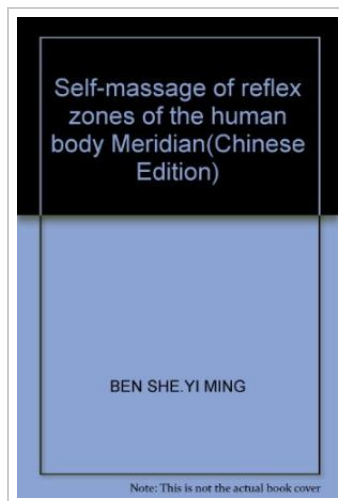 Self-massage of reflex
zones of the human
body Meridian(Chinese
Edition)
BEN SHE.YI MING
Note: This is not the actual book cover